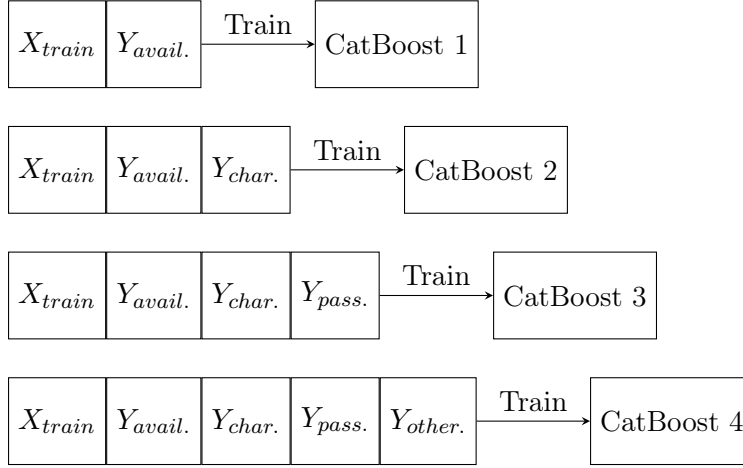 X_train Y_avail. Train CatBoost 1
X_train Y_avail. Y_char. Train CatBoost 2
X_train Y_avail. Y_char. Y_pass. Train CatBoost 3
X_train Y_avail. Y_char. Y_pass. Y_other. Train CatBoost 4